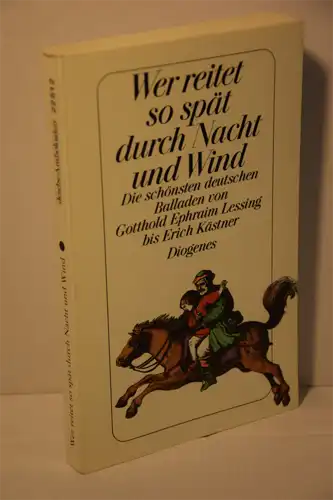 Wer reitet
so spät
durch Nacht
und Wind
Die schönsten deutschen
Balladen von
Gotthold Ephraim Lessing
bis Erich Kästner
Diogenes
Wer reitet so spät durch Nacht und Wind